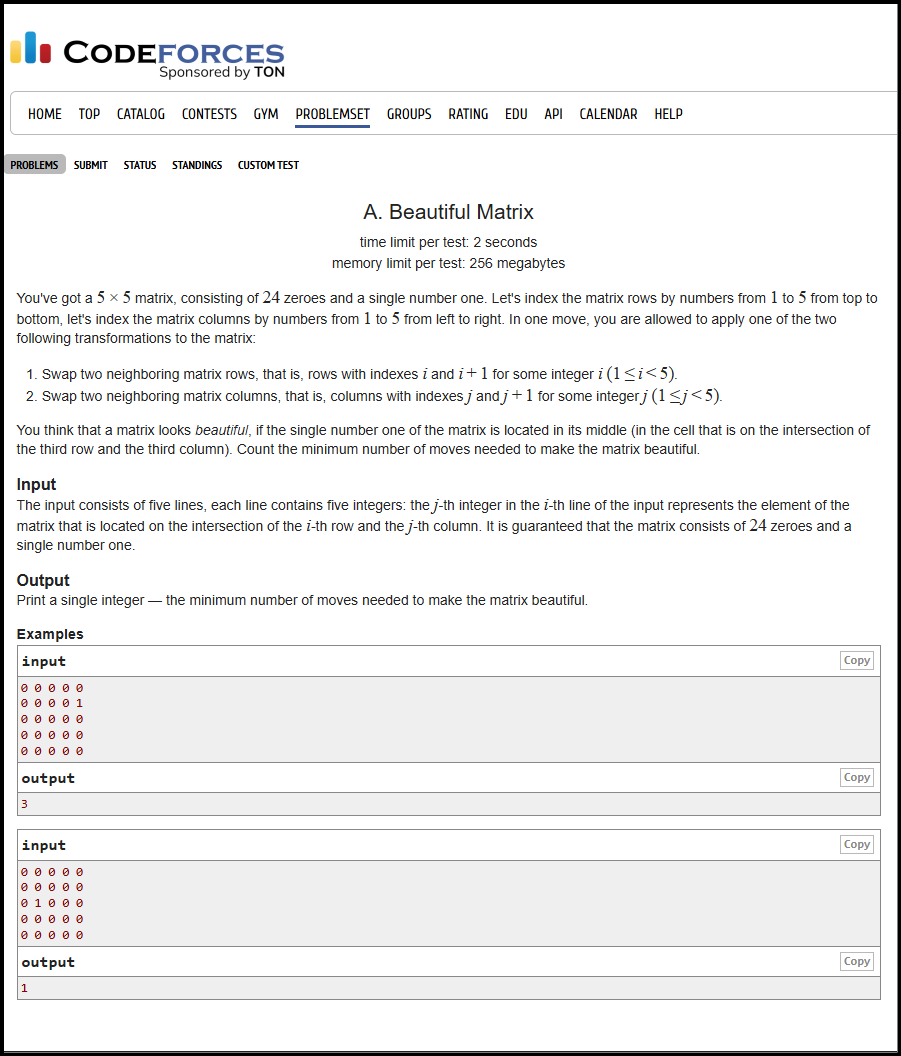 CODEFORCES
Sponsored by TON
HOME TOP CATALOG CONTESTS GYM PROBLEMSET GROUPS RATING EDU API CALENDAR HELP
PROBLEMS SUBMIT STATUS STANDINGS CUSTOM TEST
A. Beautiful Matrix
time limit per test: 2 seconds
memory limit per test: 256 megabytes
You've got a 5 × 5 matrix, consisting of 24 zeroes and a single number one. Let's index the matrix rows by numbers from 1 to 5 from top to
bottom, let's index the matrix columns by numbers from 1 to 5 from left to right. In one move, you are allowed to apply one of the two
following transformations to the matrix:
1. Swap two neighboring matrix rows, that is, rows with indexes i and i + 1 for some integer i (1 ≤ i < 5).
2. Swap two neighboring matrix columns, that is, columns with indexes j and j + 1 for some integer j (1 ≤ j < 5).
You think that a matrix looks beautiful, if the single number one of the matrix is located in its middle (in the cell that is on the intersection of
the third row and the third column). Count the minimum number of moves needed to make the matrix beautiful.
Input
The input consists of five lines, each line contains five integers: the j-th integer in the i-th line of the input represents the element of the
matrix that is located on the intersection of the i-th row and the j-th column. It is guaranteed that the matrix consists of 24 zeroes and a
single number one.
Output
Print a single integer — the minimum number of moves needed to make the matrix beautiful.
Examples
input Copy
0 0 0 0 0
0 0 0 0 1
0 0 0 0 0
0 0 0 0 0
0 0 0 0 0
output Copy
3
input Copy
0 0 0 0 0
0 0 0 0 0
0 1 0 0 0
0 0 0 0 0
0 0 0 0 0
output Copy
1